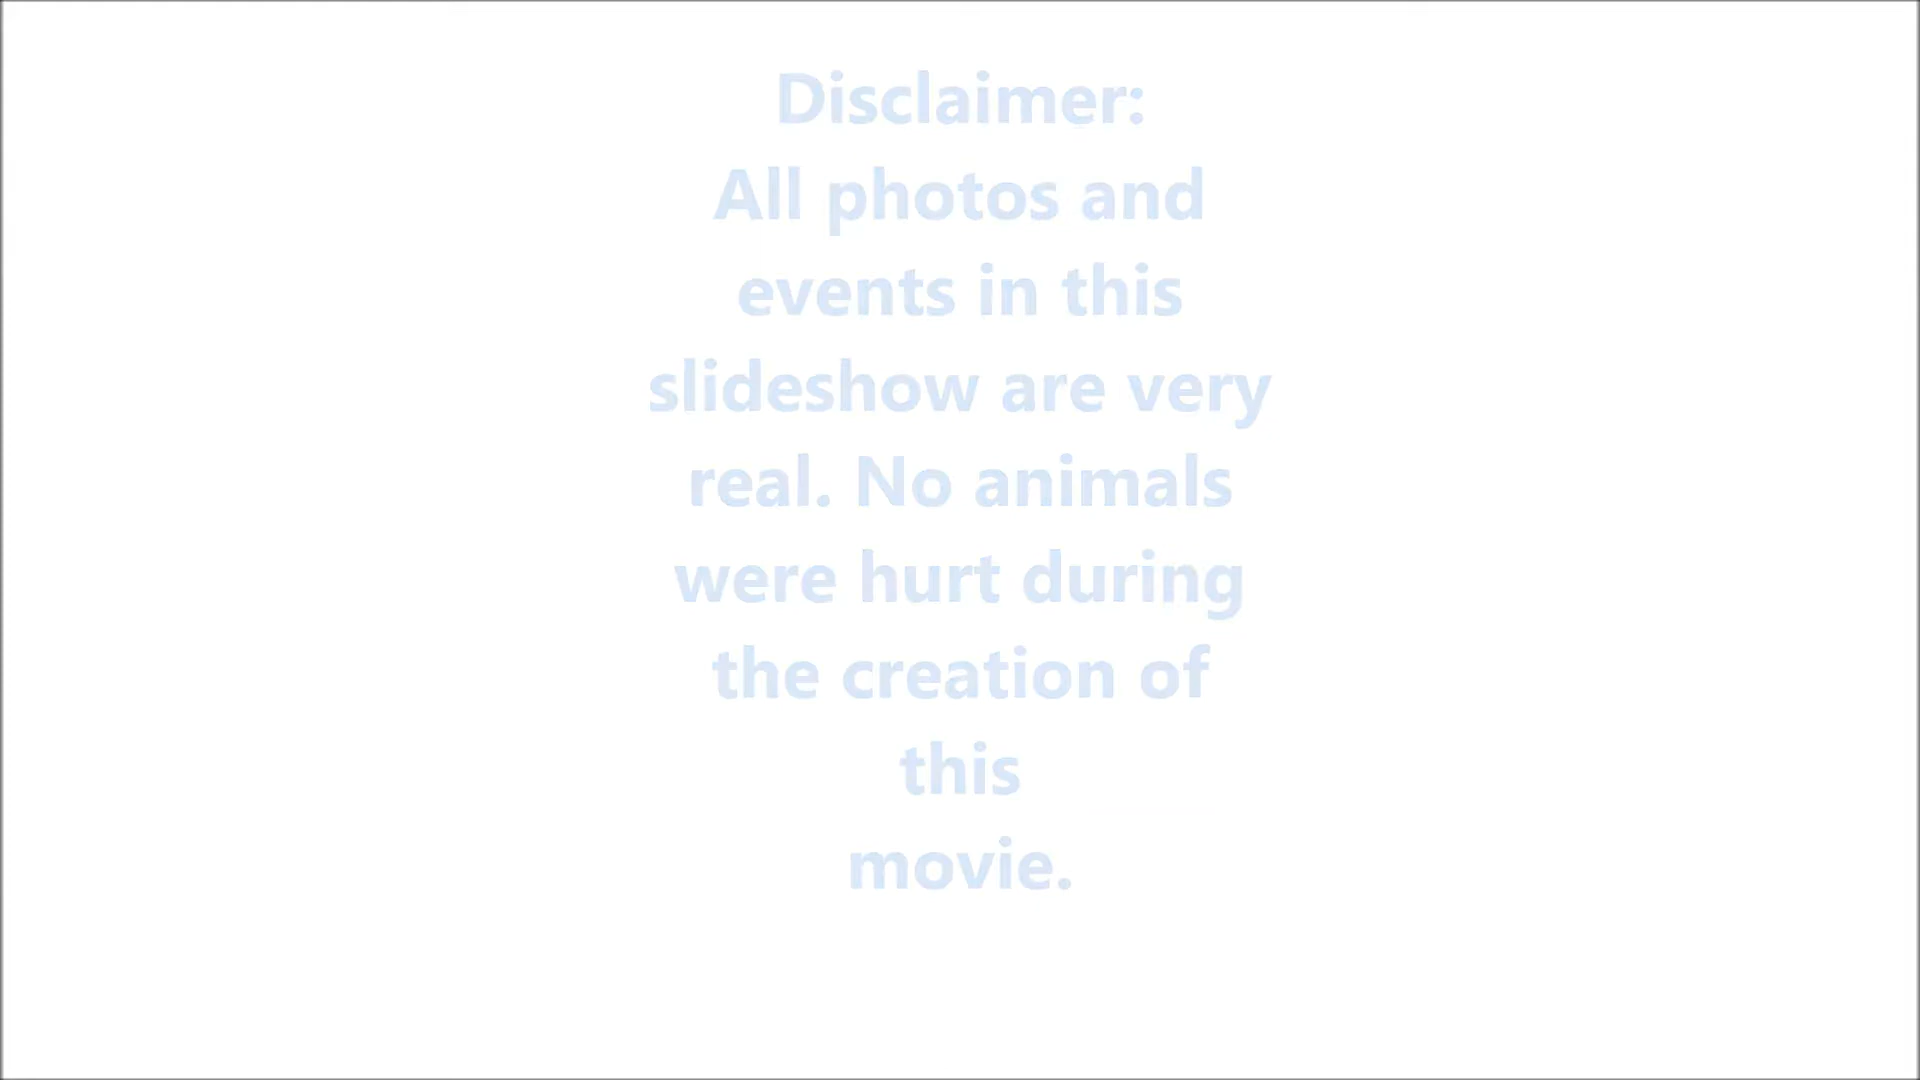 Disclaimer:
All photos and
events in this
slideshow are very
real. No animals
were hurt during
the creation of
this
movie.